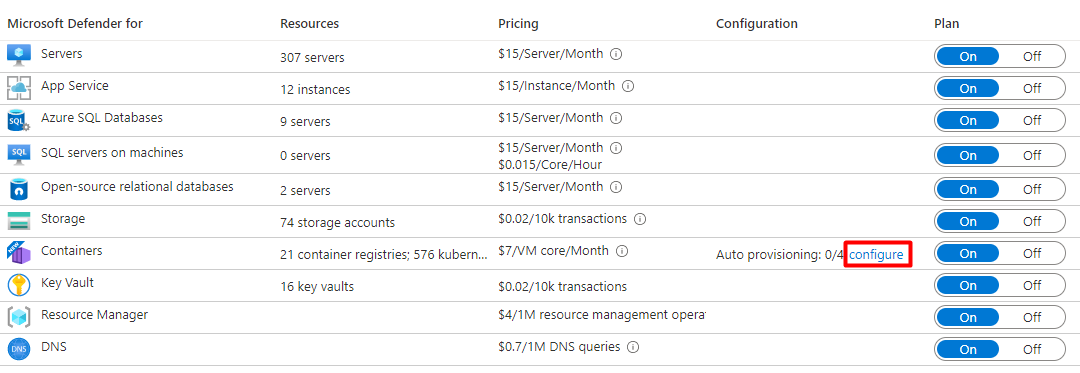 Microsoft Defender for Resources Pricing Configuration Plan
Servers 307 servers $15/Server/Month On Off
App Service 12 instances $15/Instance/Month On Off
SQL
Azure SQL Databases 9 servers $15/Server/Month On Off
SQL
SQL servers on machines 0 servers $15/Server/Month
$0.015/Core/Hour On Off
Open-source relational databases 2 servers $15/Server/Month On Off
Storage 74 storage accounts $0.02/10k transactions On Off
NEW
Containers 21 container registries; 576 kubern... $7/VM core/Month Auto provisioning: 0/4 configure On Off
Key Vault 16 key vaults $0.02/10k transactions On Off
Resource Manager $4/1M resource management opera On Off
DNS
DNS $0.7/1M DNS queries On Off